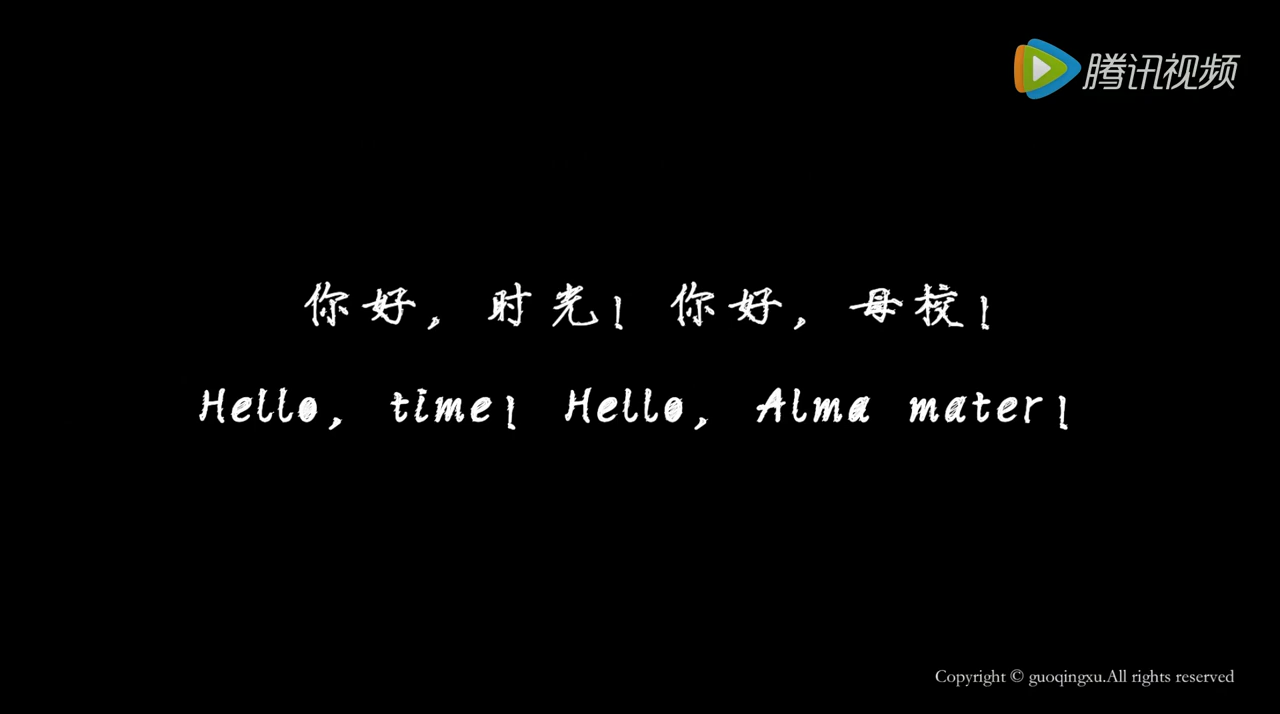 腾讯视频
你好，时光！你好，母校！
Hello, time！ Hello, Alma mater！
Copyright © guoqingxu.All rights reserved